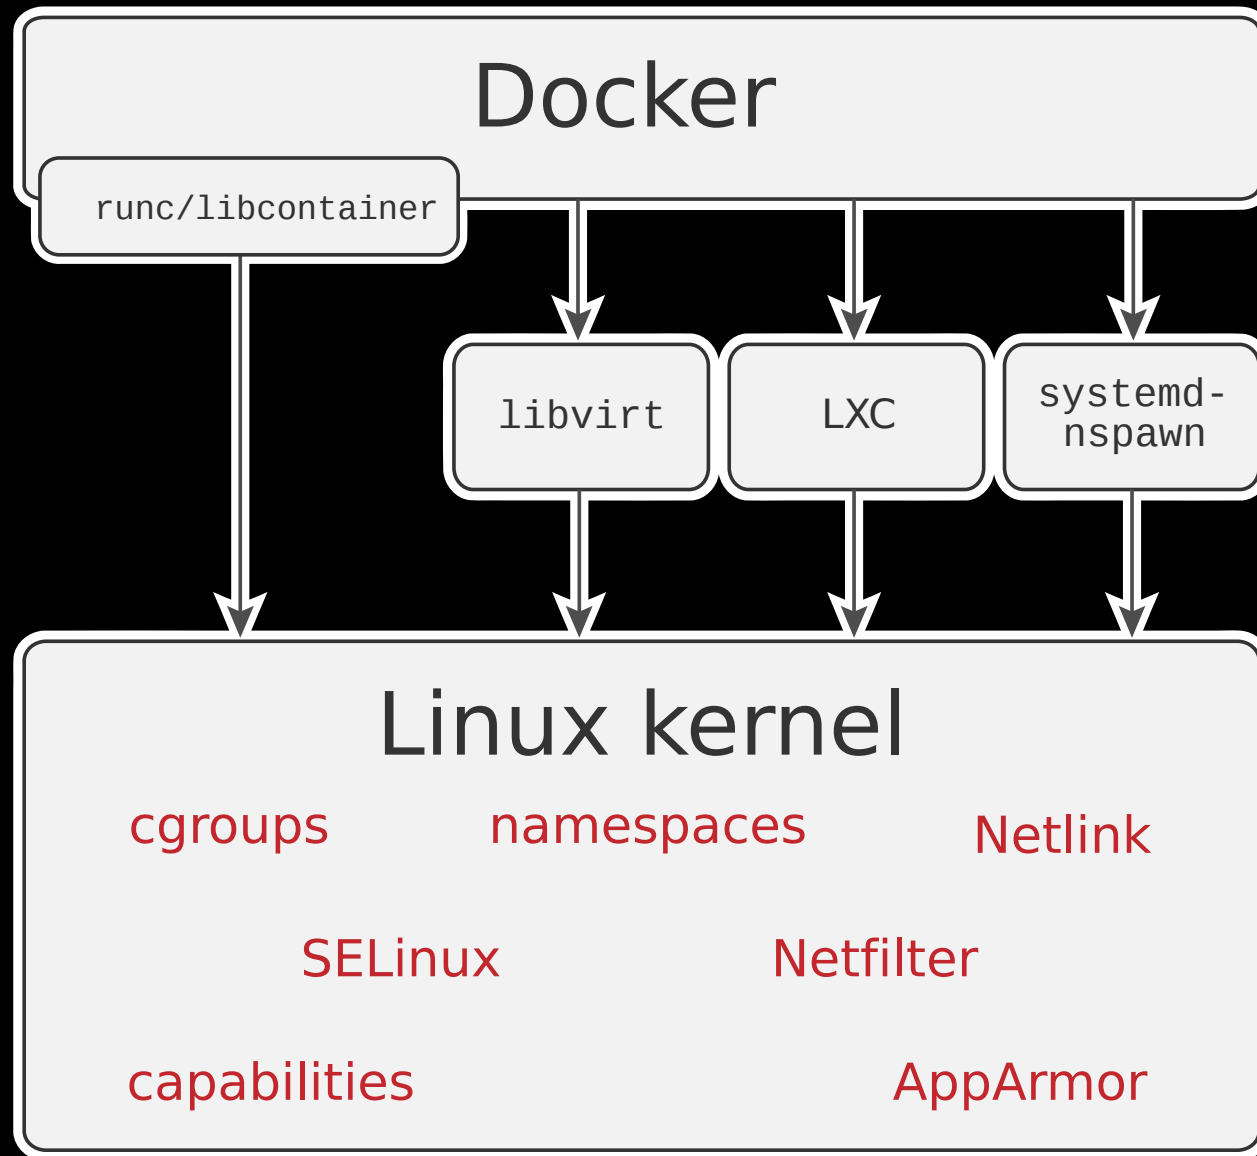 Docker
runc/libcontainer
libvirt
LXC
systemd-
nspawn
Linux kernel
cgroups
namespaces
Netlink
SELinux
Netfilter
capabilities
AppArmor